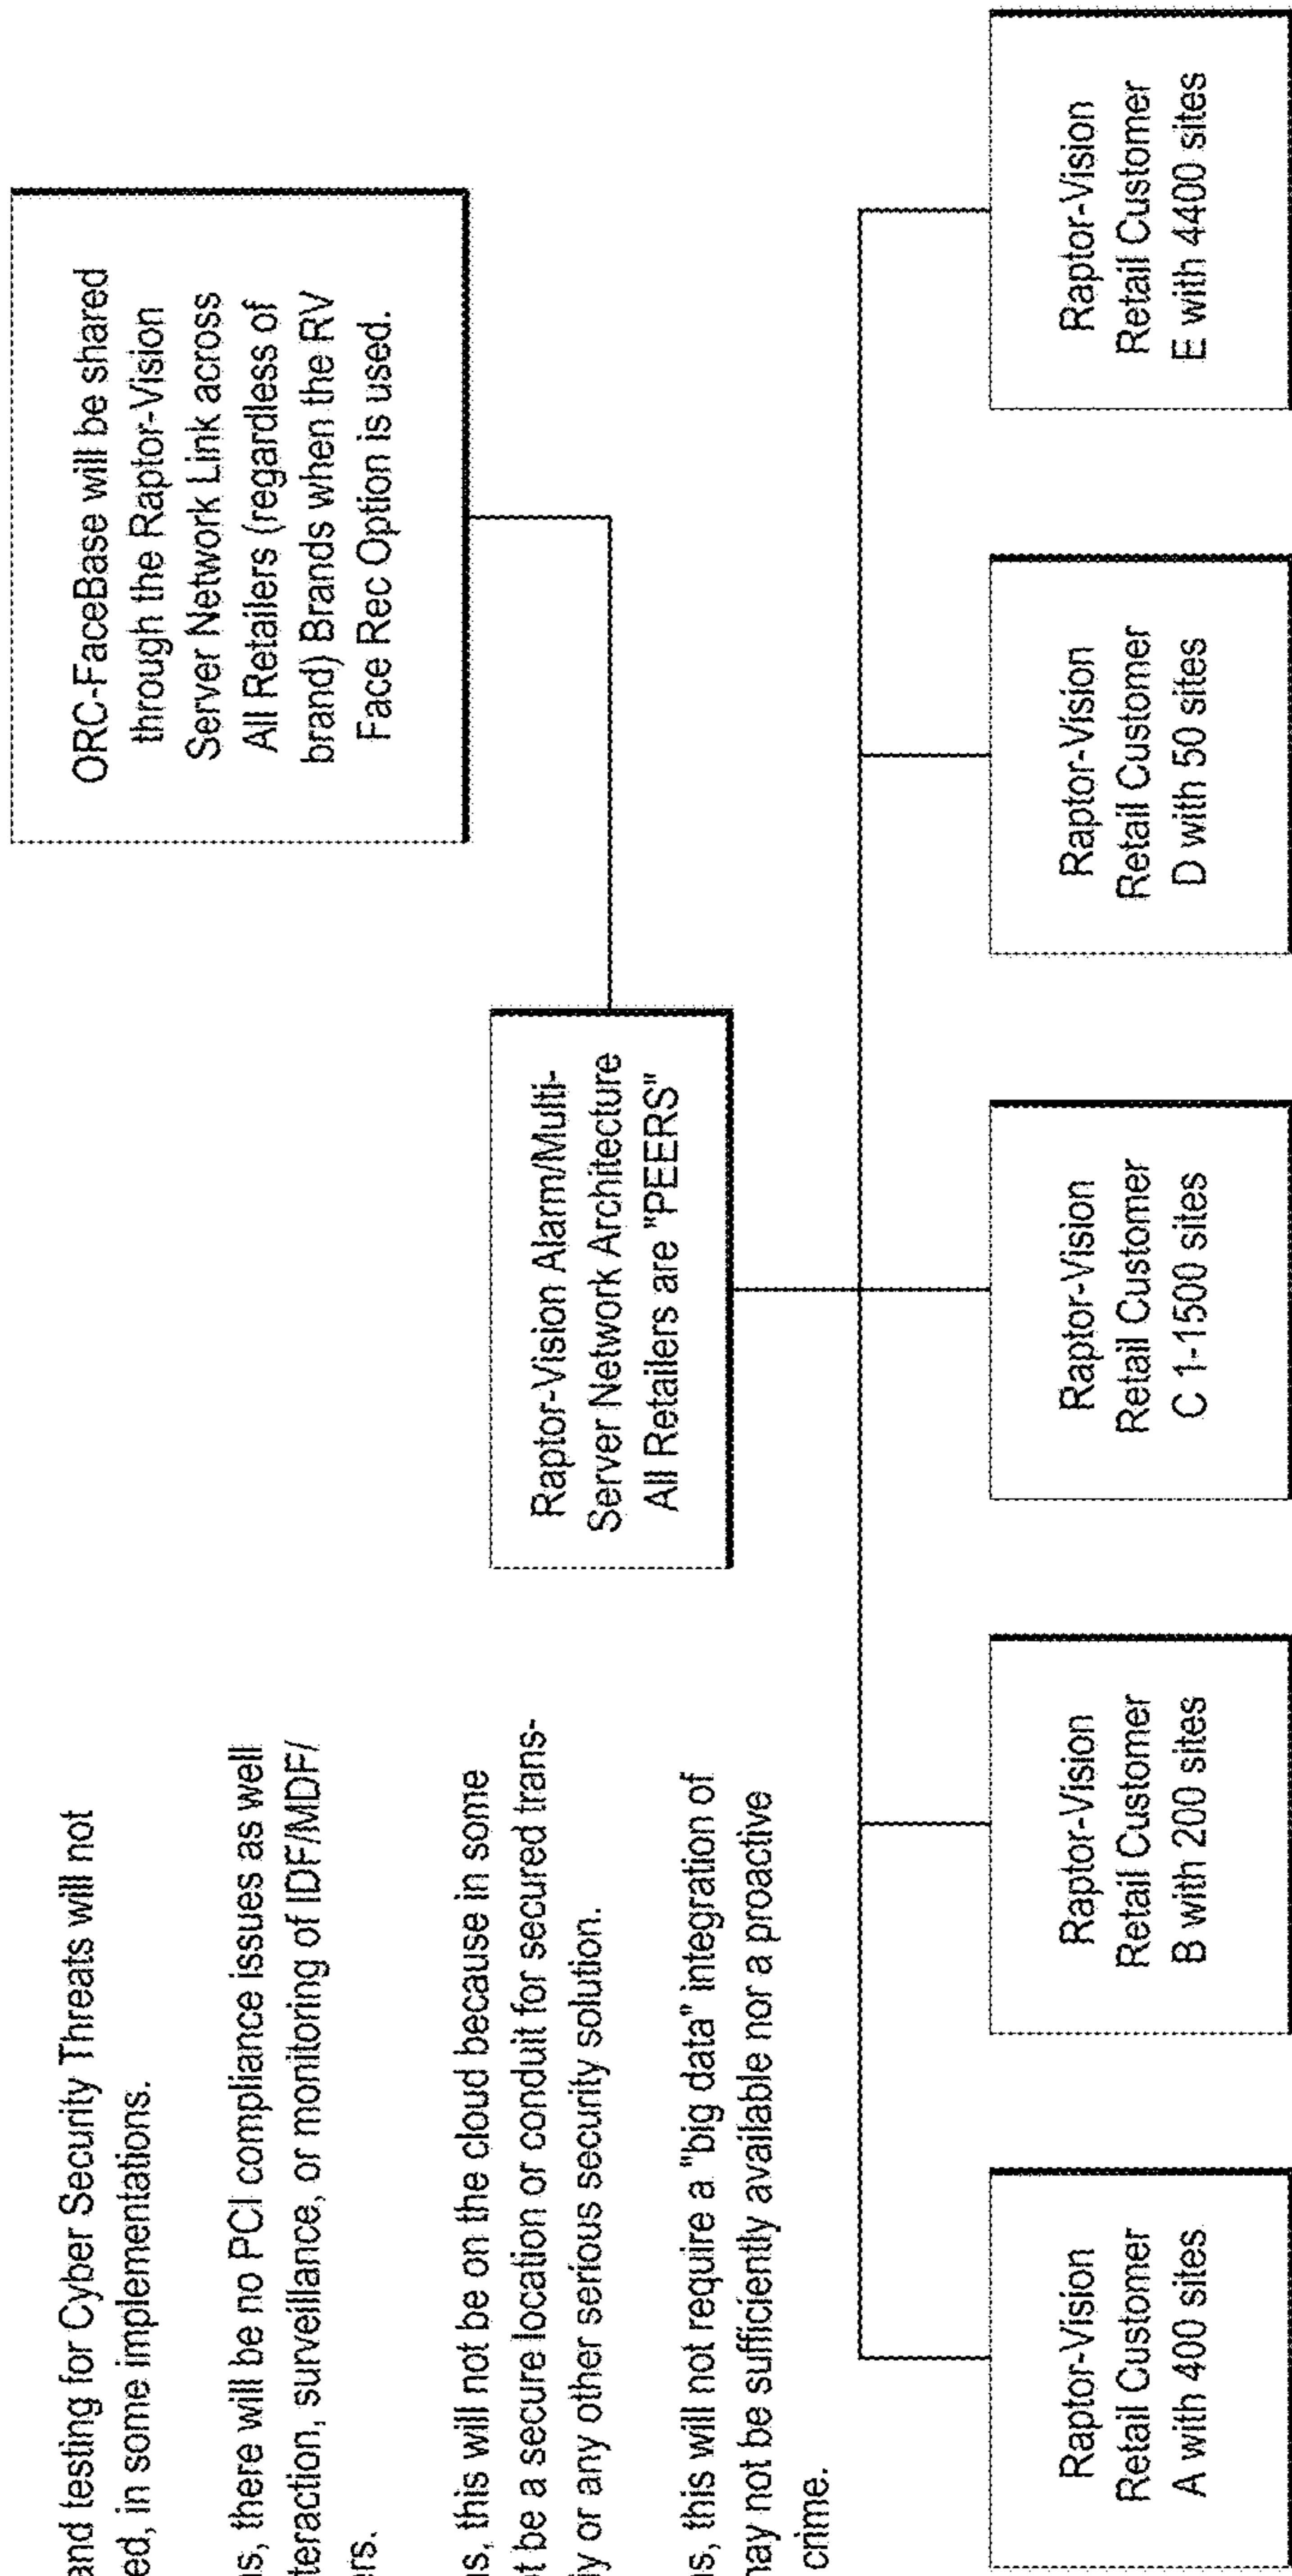 and testing for Cyber Security Threats will not
ed, in some implementations.
ns, there will be no PCI compliance issues as well
teraction, surveillance, or monitoring of IDF/MDF/
ers.
ns, this will not be on the cloud because in some
ot be a secure location or conduit for secured trans-
ty or any other serious security solution.
ns, this will not require a "big data" integration of
may not be sufficiently available nor a proactive
crime.
ORC-FaceBase will be shared
through the Raptor-Vision
Server Network Link across
All Retailers (regardless of
brand) Brands when the RV
Face Rec Option is used.
Raptor-Vision Alarm/Multi-
Server Network Architecture
All Retailers are "PEERS"
Raptor-Vision
Retail Customer
A with 400 sites
Raptor-Vision
Retail Customer
B with 200 sites
Raptor-Vision
Retail Customer
C 1-1500 sites
Raptor-Vision
Retail Customer
D with 50 sites
Raptor-Vision
Retail Customer
E with 4400 sites